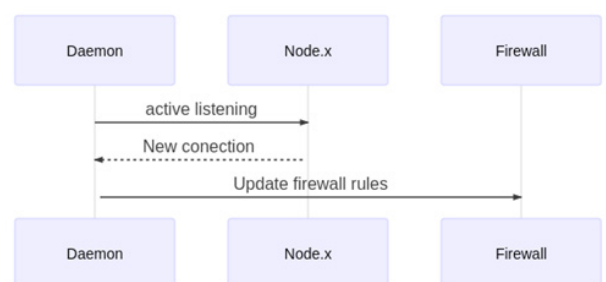 Daemon Node.x Firewall
active listening
New conection
Update firewall rules
Daemon Node.x Firewall